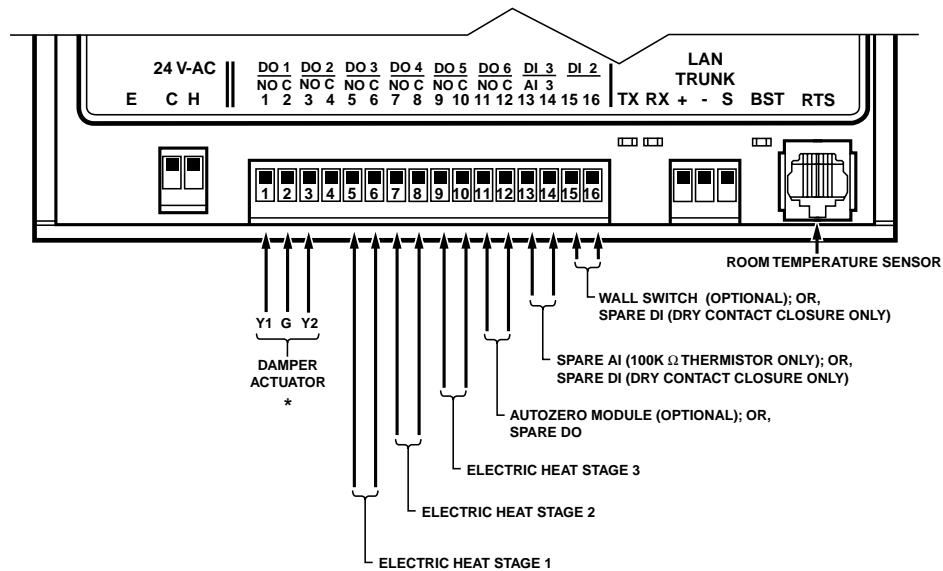 24 V-AC
E C H
DO 1 DO 2 DO 3 DO 4 DO 5 DO 6 DI 3 DI 2
NO C NO C NO C NO C NO C NO C AI 3
1 2 3 4 5 6 7 8 9 10 11 12 13 14 15 16
LAN
TRUNK
TX RX + - S BST RTS
1 2 3 4 5 6 7 8 9 10 11 12 13 14 15 16
ROOM TEMPERATURE SENSOR
WALL SWITCH (OPTIONAL); OR,
SPARE DI (DRY CONTACT CLOSURE ONLY)
Y1 G Y2
DAMPER
ACTUATOR
*
SPARE AI (100K Ω THERMISTOR ONLY); OR,
SPARE DI (DRY CONTACT CLOSURE ONLY)
AUTOZERO MODULE (OPTIONAL); OR,
SPARE DO
ELECTRIC HEAT STAGE 3
ELECTRIC HEAT STAGE 2
ELECTRIC HEAT STAGE 1